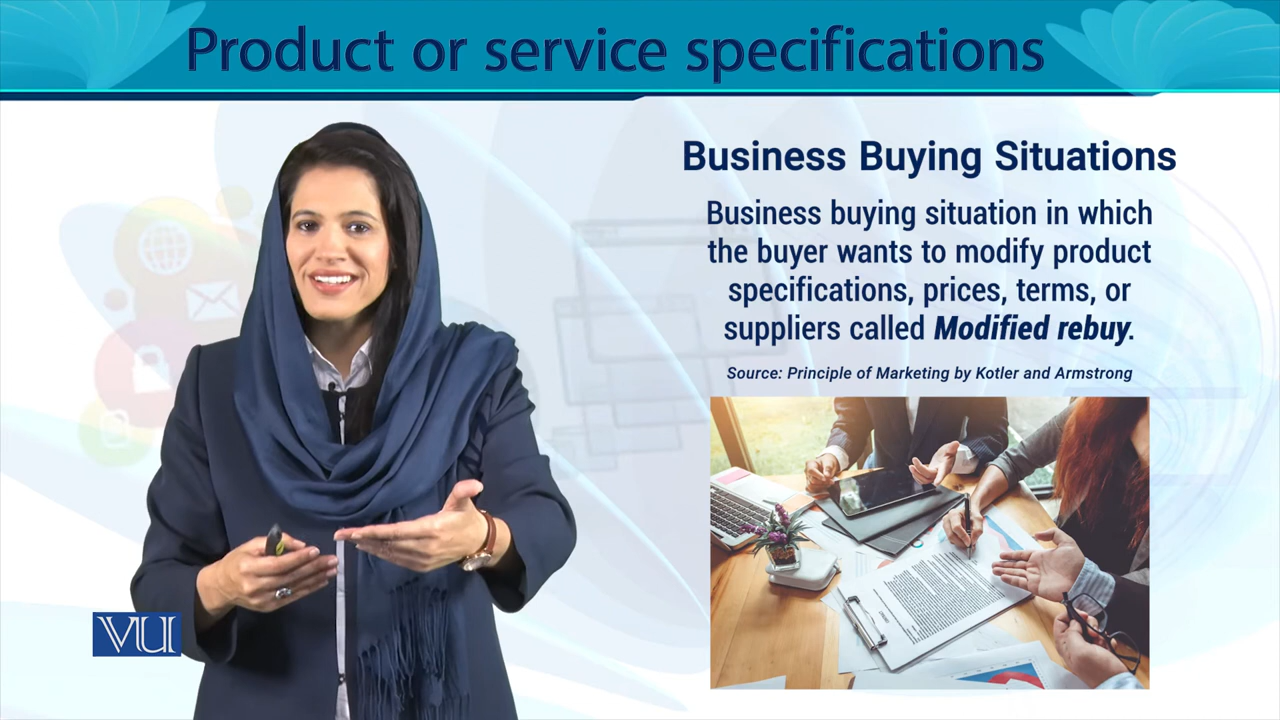 Product or service specifications
Business Buying Situations
Business buying situation in which
the buyer wants to modify product
specifications, prices, terms, or
suppliers called Modified rebuy.
Source: Principle of Marketing by Kotler and Armstrong
VU